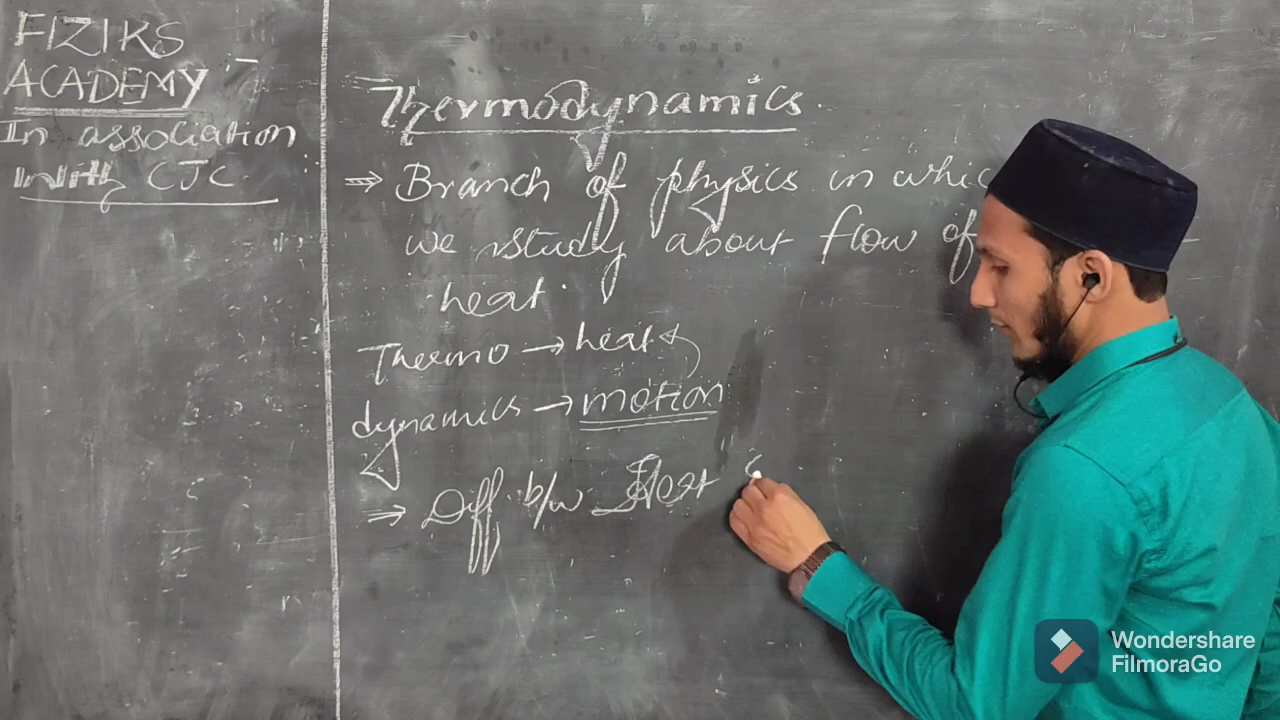 FIZIKS
ACADEMY :-
In association
With CJC
Thermodynamics.
⇒ Branch of physics in whic
we study about flow of
heat.
Thermo → heat &
dynamics → motion
⇒ Diff b/w Heat
Wondershare
FilmoraGo